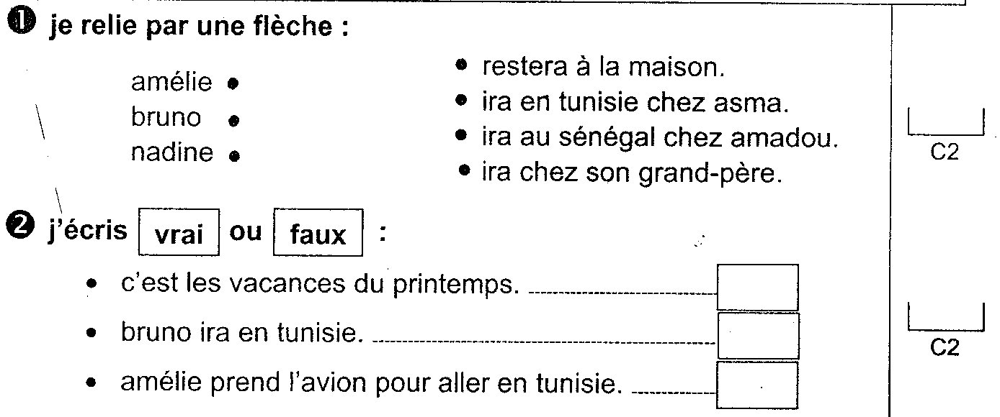 ❶ je relie par une flèche :
amélie •
bruno •
nadine •
• restera à la maison.
• ira en tunisie chez asma.
• ira au sénégal chez amadou.
• ira chez son grand-père.
C2
❷ j'écris vrai ou faux :
• c'est les vacances du printemps.
• bruno ira en tunisie.
• amélie prend l'avion pour aller en tunisie.
C2